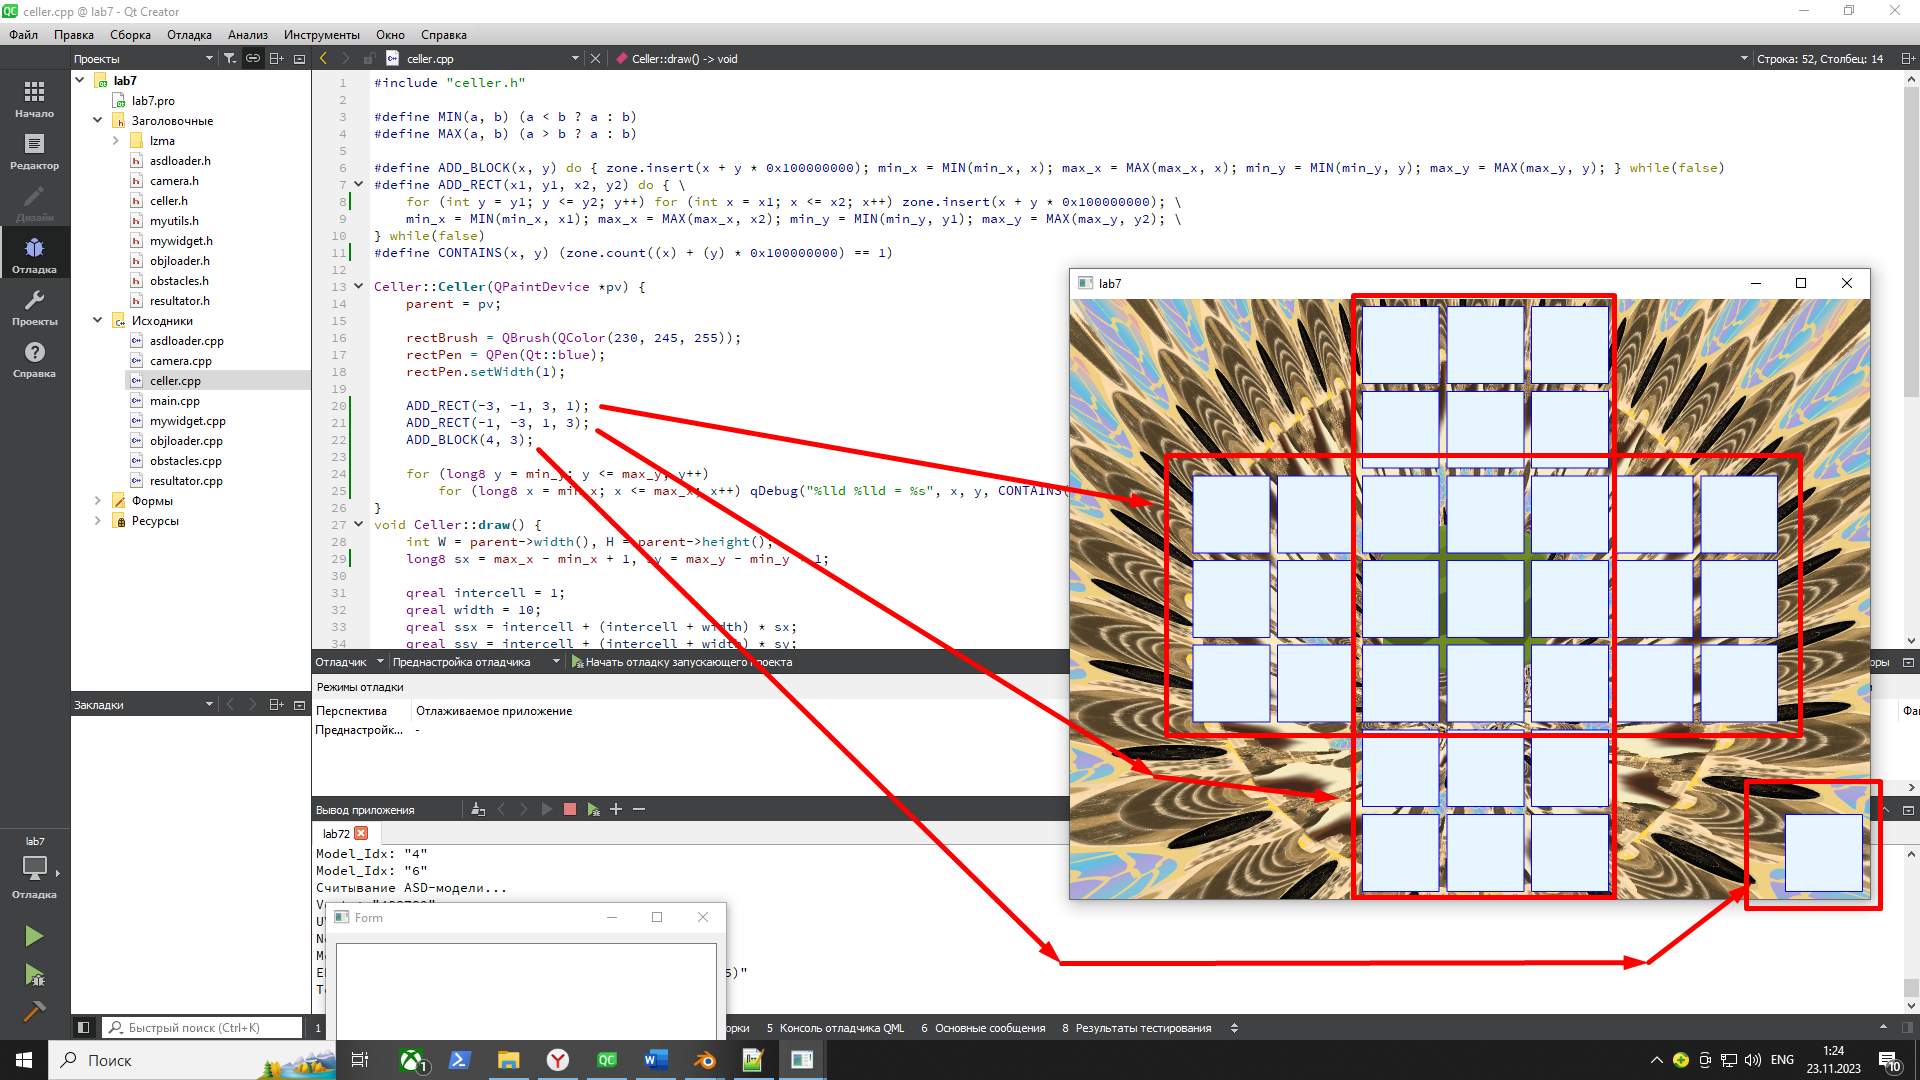 celler.cpp @ lab7 - Qt Creator
Файл Правка Сборка Отладка Анализ Инструменты Окно Справка
Проекты
celler.cpp
Celler::draw() -> void
Строка: 52, Столбец: 14
Начало
Редактор
Дизайн
Отладка
Проекты
Справка
lab7
lab7.pro
Заголовочные
lzma
asdloader.h
camera.h
celler.h
myutils.h
mywidget.h
objloader.h
obstacles.h
resultator.h
Исходники
asdloader.cpp
camera.cpp
celler.cpp
main.cpp
mywidget.cpp
objloader.cpp
obstacles.cpp
resultator.cpp
Формы
Ресурсы
1 #include "celler.h"
2
3 #define MIN(a, b) (a < b ? a : b)
4 #define MAX(a, b) (a > b ? a : b)
5
6 #define ADD_BLOCK(x, y) do { zone.insert(x + y * 0x100000000); min_x = MIN(min_x, x); max_x = MAX(max_x, x); min_y = MIN(min_y, y); max_y = MAX(max_y, y); } while(false)
7 #define ADD_RECT(x1, y1, x2, y2) do { \
8 for (int y = y1; y <= y2; y++) for (int x = x1; x <= x2; x++) zone.insert(x + y * 0x100000000); \
9 min_x = MIN(min_x, x1); max_x = MAX(max_x, x2); min_y = MIN(min_y, y1); max_y = MAX(max_y, y2); \
10 } while(false)
11 #define CONTAINS(x, y) (zone.count((x) + (y) * 0x100000000) == 1)
12
13 Celler::Celler(QPaintDevice *pv) {
14 parent = pv;
15
16 rectBrush = QBrush(QColor(230, 245, 255));
17 rectPen = QPen(Qt::blue);
18 rectPen.setWidth(1);
19
20 ADD_RECT(-3, -1, 3, 1);
21 ADD_RECT(-1, -3, 1, 3);
22 ADD_BLOCK(4, 3);
23
24 for (long8 y = min_y; y <= max_y; y++)
25 for (long8 x = min_x; x <= max_x; x++) qDebug("%lld %lld = %s", x, y, CONTAINS(
26 }
27 void Celler::draw() {
28 int W = parent->width(), H = parent->height();
29 long8 sx = max_x - min_x + 1, sy = max_y - min_y + 1;
30
31 qreal intercell = 1;
32 qreal width = 10;
33 qreal ssx = intercell + (intercell + width) * sx;
34 qreal ssy = intercell + (intercell + width) * sy;
lab7
Отладчик Преднастройка отладчика Начать отладку запускающего проекта
Режимы отладки
Перспектива Отлаживаемое приложение
Преднастройк... -
Закладки
Вывод приложения
lab72
Model_Idx: "4"
Model_Idx: "6"
Считывание ASD-модели...
Form
5)"
lab7
Отладка
Быстрый поиск (Ctrl+K)
1
орки 5 Консоль отладчика QML 6 Основные сообщения 8 Результаты тестирования
Поиск
ENG
1:24
23.11.2023
10